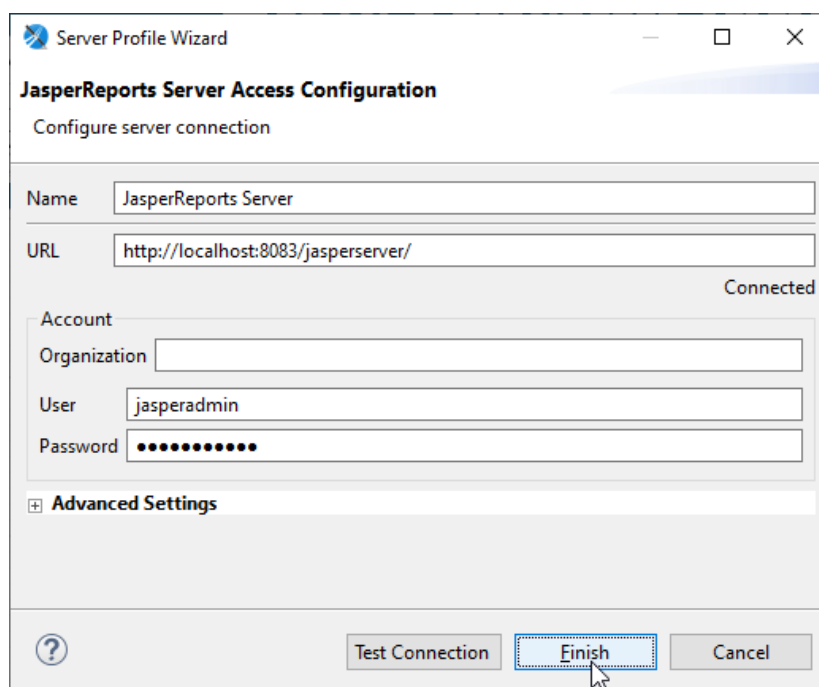 Server Profile Wizard
JasperReports Server Access Configuration
Configure server connection
Name JasperReports Server
URL http://localhost:8083/jasperserver/
Connected
Account
Organization
User jasperadmin
Password ●●●●●●●●●●●
Advanced Settings
? Test Connection Finish Cancel